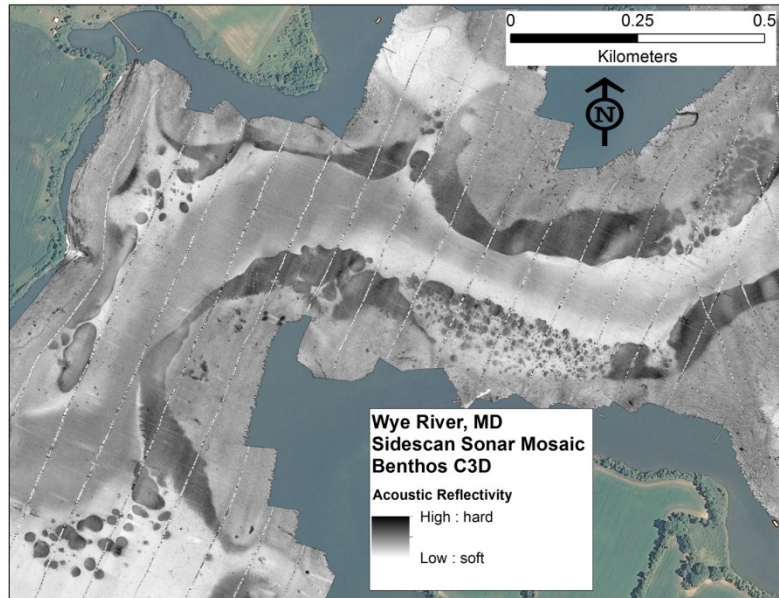 0 0.25 0.5
Kilometers
N
Wye River, MD
Sidescan Sonar Mosaic
Benthos C3D
Acoustic Reflectivity
High : hard
Low : soft